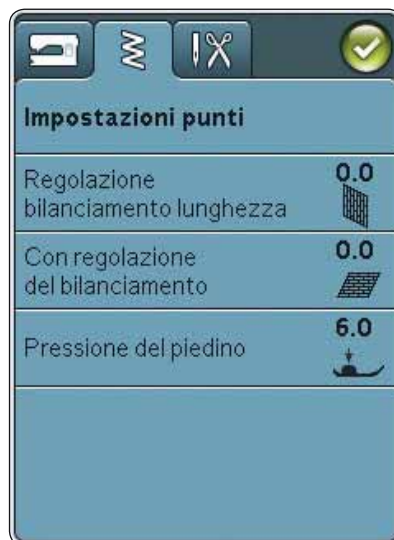 Impostazioni punti
Regolazione
bilanciamento lunghezza
0.0
Con regolazione
del bilanciamento
0.0
Pressione del piedino
6.0